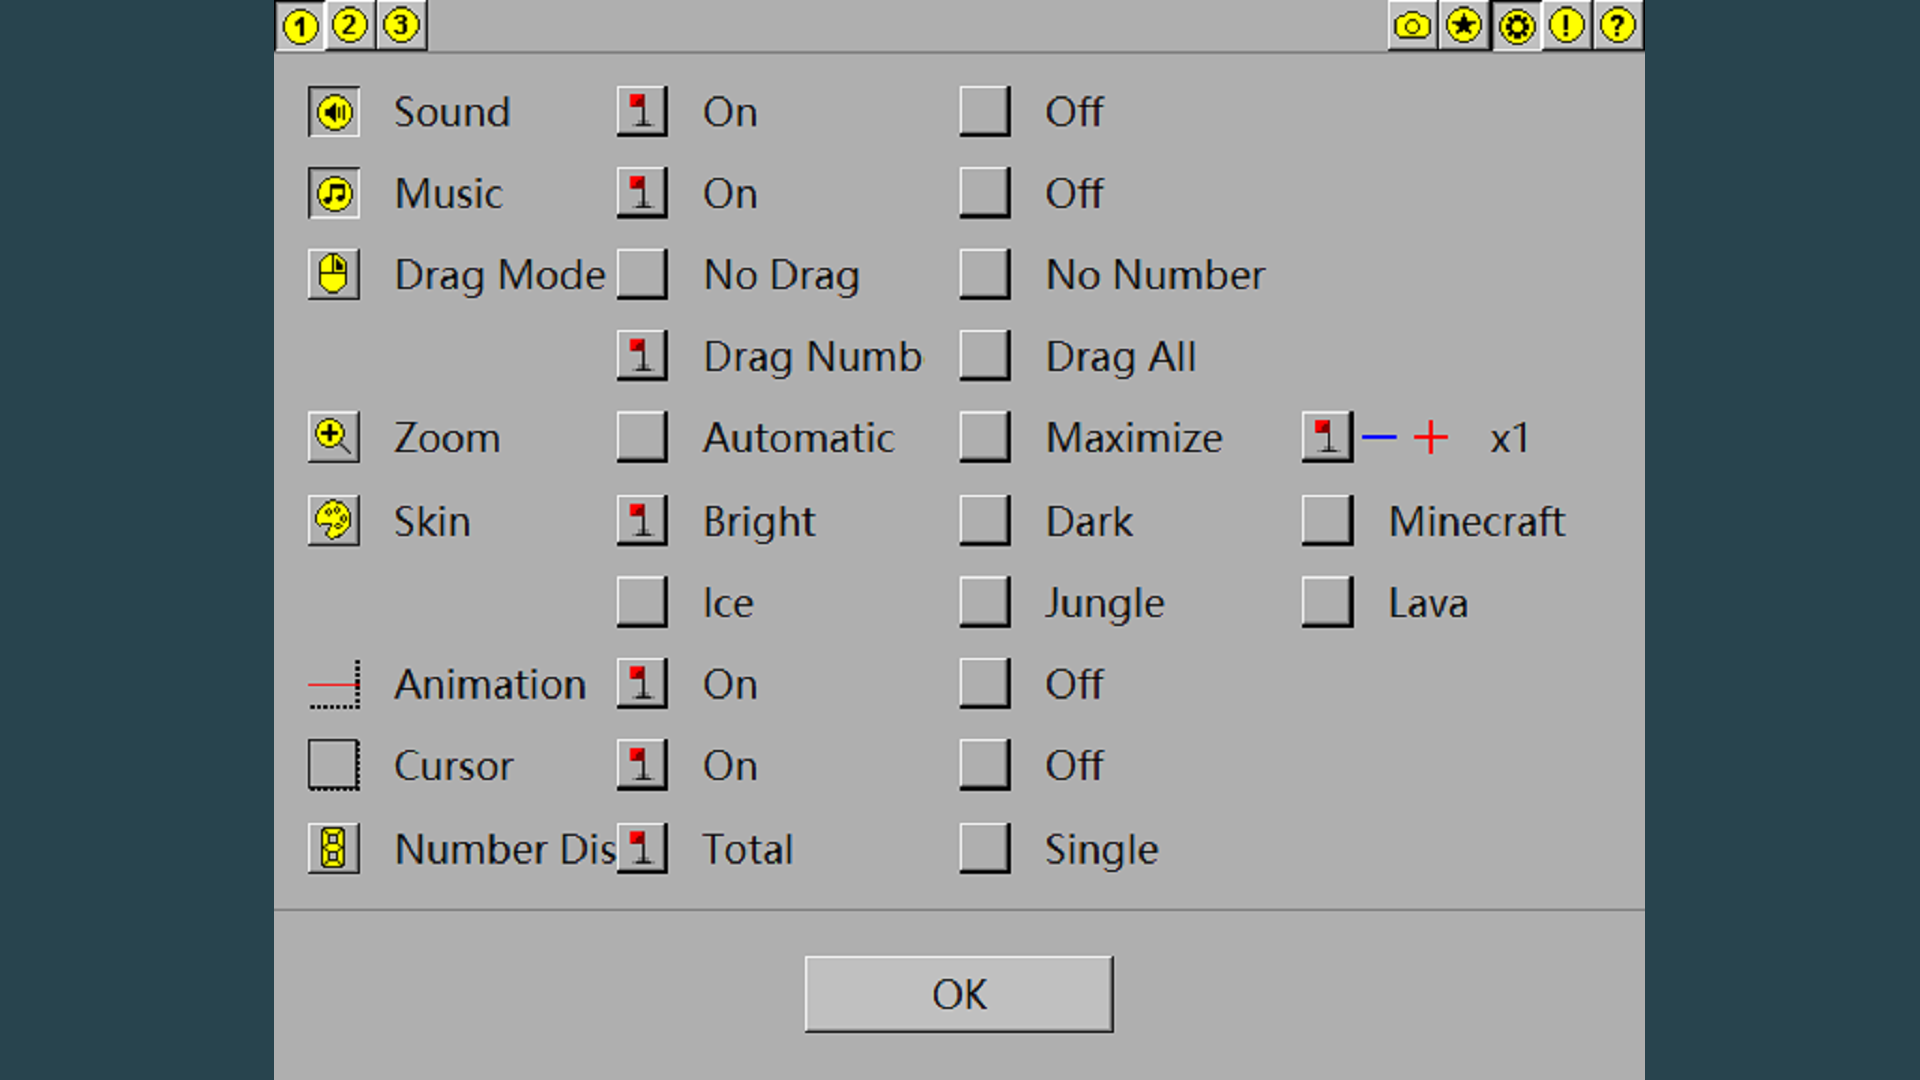 1 2 3 ! ?
Sound On Off
Music On Off
Drag Mode No Drag No Number
Drag Numb Drag All
Zoom Automatic Maximize x1
Skin Bright Dark Minecraft
Ice Jungle Lava
Animation On Off
Cursor On Off
8 Number Dis Total Single
OK